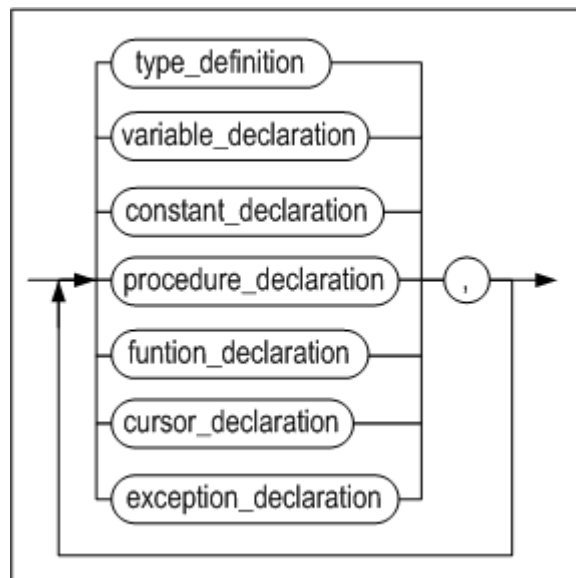 type_definition
variable_declaration
constant_declaration
procedure_declaration
,
funtion_declaration
cursor_declaration
exception_declaration